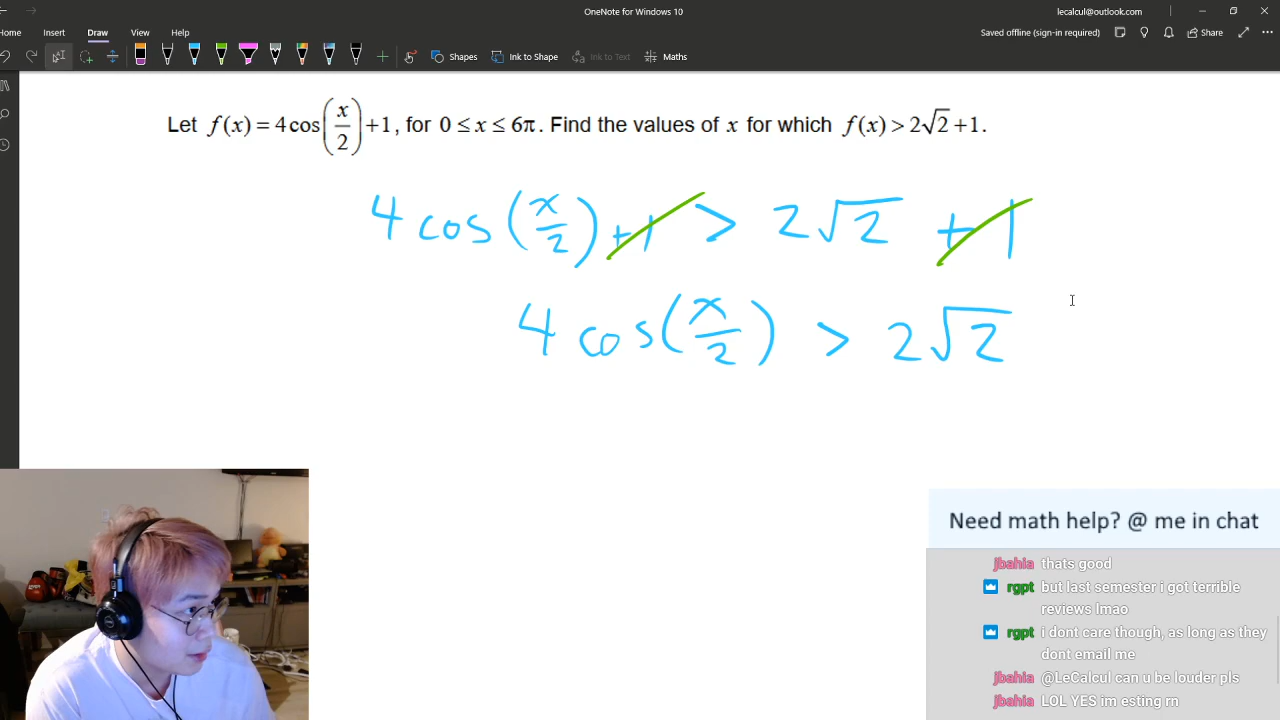 OneNote for Windows 10
lecalcul@outlook.com
Home Insert Draw View Help
Saved offline (sign-in required) Share
Shapes Ink to Shape Ink to Text Maths
Let f(x) = 4 cos(x/2) +1, for 0 ≤ x ≤ 6π. Find the values of x for which f(x) > 2√2 +1.
4 cos(x/2) +1 > 2√2 +1
4 cos(x/2) > 2√2
Need math help? @ me in chat
jbahia thats good
rgpt but last semester i got terrible
reviews lmao
rgpt i dont care though, as long as they
dont email me
jbahia @LeCalcul can u be louder pls
jbahia LOL YES im esting rn